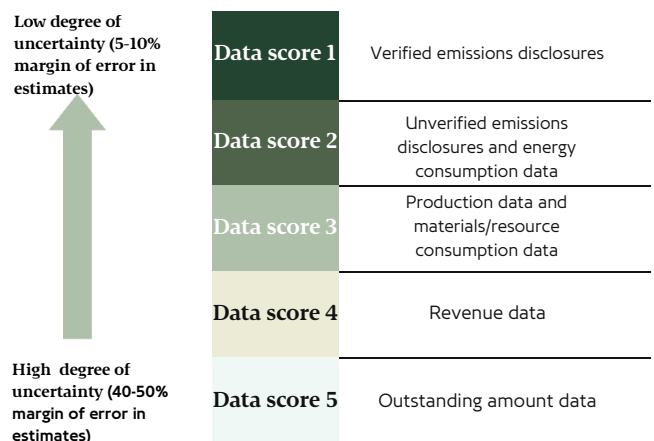 Low degree of
uncertainty (5-10%
margin of error in
estimates)
Data score 1
Verified emissions disclosures
Data score 2
Unverified emissions
disclosures and energy
consumption data
Data score 3
Production data and
materials/resource
consumption data
Data score 4
Revenue data
High degree of
uncertainty (40-50%
margin of error in
estimates)
Data score 5
Outstanding amount data